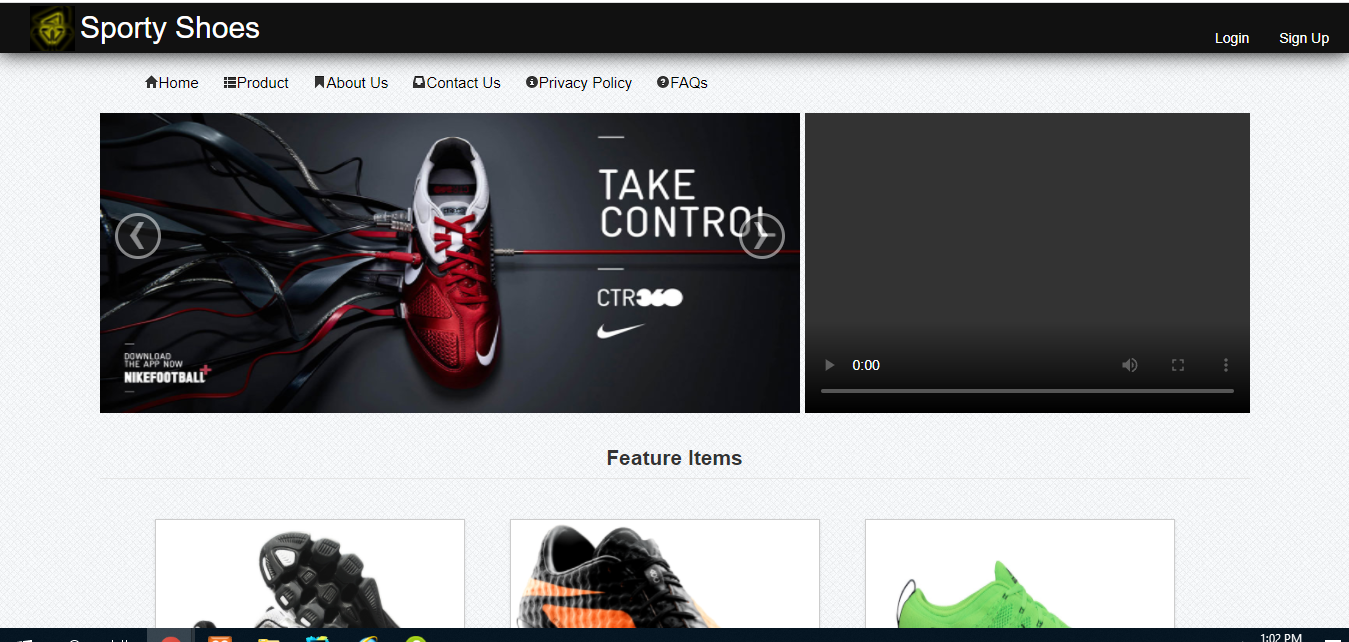 Sporty Shoes
Login
Sign Up
Home
Product
About Us
Contact Us
Privacy Policy
FAQs
TAKE
CONTROL
CTR360
DOWNLOAD
THE APP NOW
NIKEFOOTBALL+
0:00
Feature Items
1:02 PM